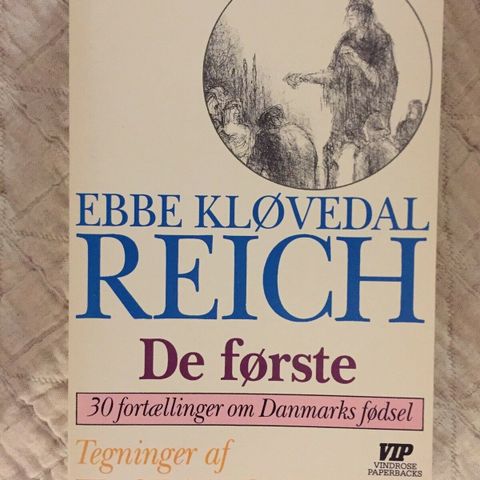 EBBE KLØVEDAL
REICH
De første
30 fortællinger om Danmarks fødsel
Tegninger af
VIP
VINDROSE
PAPERBACKS